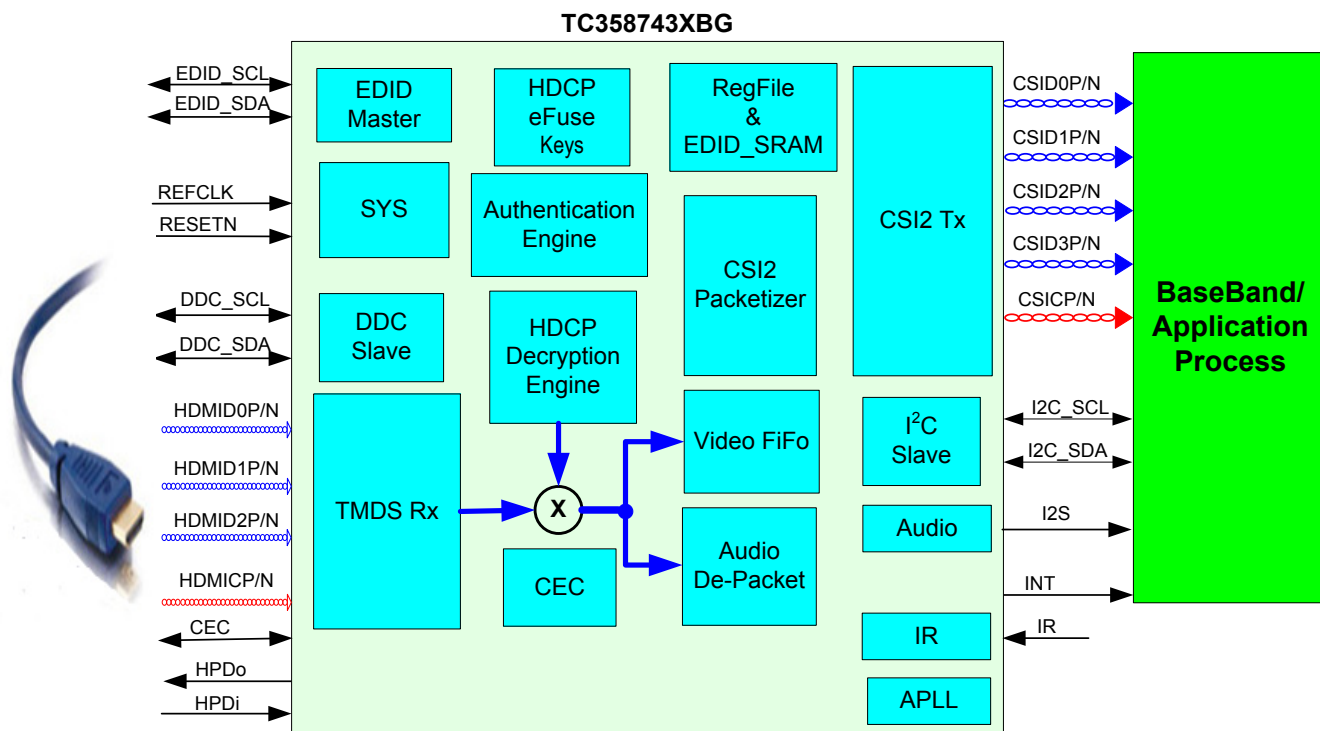 TC358743XBG
EDID_SCL
EDID_SDA
REFCLK
RESETN
DDC_SCL
DDC_SDA
HDMID0P/N
HDMID1P/N
HDMID2P/N
HDMICP/N
CEC
HPDo
HPDi
EDID
Master
HDCP
eFuse
Keys
RegFile
&
EDID_SRAM
SYS
Authentication
Engine
CSI2 Tx
CSI2
Packetizer
DDC
Slave
HDCP
Decryption
Engine
TMDS Rx
X
Video FiFo
I²C
Slave
Audio
De-Packet
Audio
CEC
IR
APLL
CSID0P/N
CSID1P/N
CSID2P/N
CSID3P/N
CSICP/N
I2C_SCL
I2C_SDA
I2S
INT
IR
BaseBand/
Application
Process